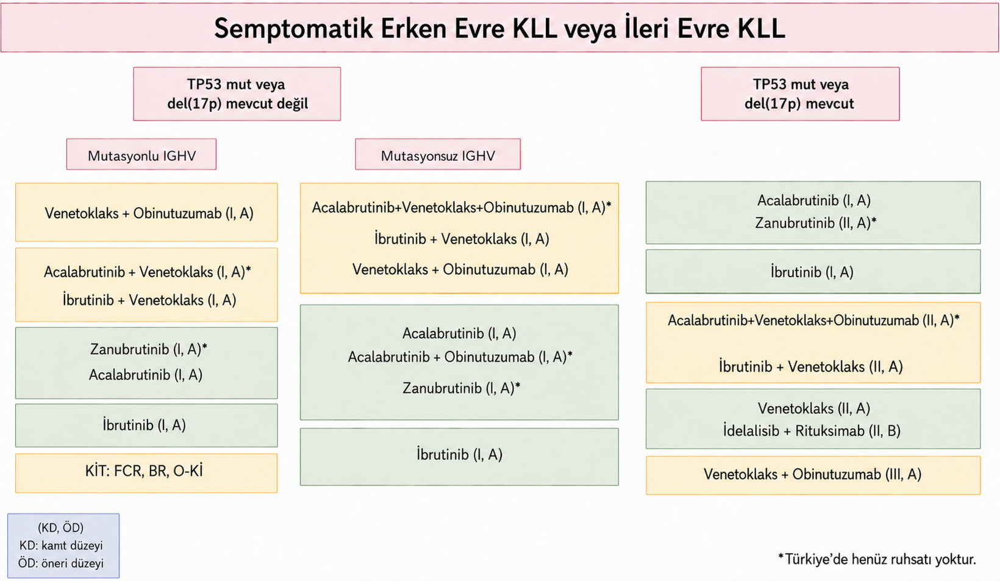 Semptomatik Erken Evre KLL veya İleri Evre KLL
TP53 mut veya
del(17p) mevcut değil
TP53 mut veya
del(17p) mevcut
Mutasyonlu IGHV
Mutasyonsuz IGHV
Venetoklaks + Obinutuzumab (I, A)
Acalabrutinib + Venetoklaks (I, A)*
İbrutinib + Venetoklaks (I, A)
Zanubrutinib (I, A)*
Acalabrutinib (I, A)
İbrutinib (I, A)
KİT: FCR, BR, O-Kİ
Acalabrutinib+Venetoklaks+Obinutuzumab (I, A)*
İbrutinib + Venetoklaks (I, A)
Venetoklaks + Obinutuzumab (I, A)
Acalabrutinib (I, A)
Acalabrutinib + Obinutuzumab (I, A)*
Zanubrutinib (I, A)*
İbrutinib (I, A)
Acalabrutinib (I, A)
Zanubrutinib (II, A)*
İbrutinib (I, A)
Acalabrutinib+Venetoklaks+Obinutuzumab (II, A)*
İbrutinib + Venetoklaks (II, A)
Venetoklaks (II, A)
İdelalisib + Rituksimab (II, B)
Venetoklaks + Obinutuzumab (III, A)
(KD, ÖD)
KD: kanıt düzeyi
ÖD: öneri düzeyi
*Türkiye'de henüz ruhsatı yoktur.